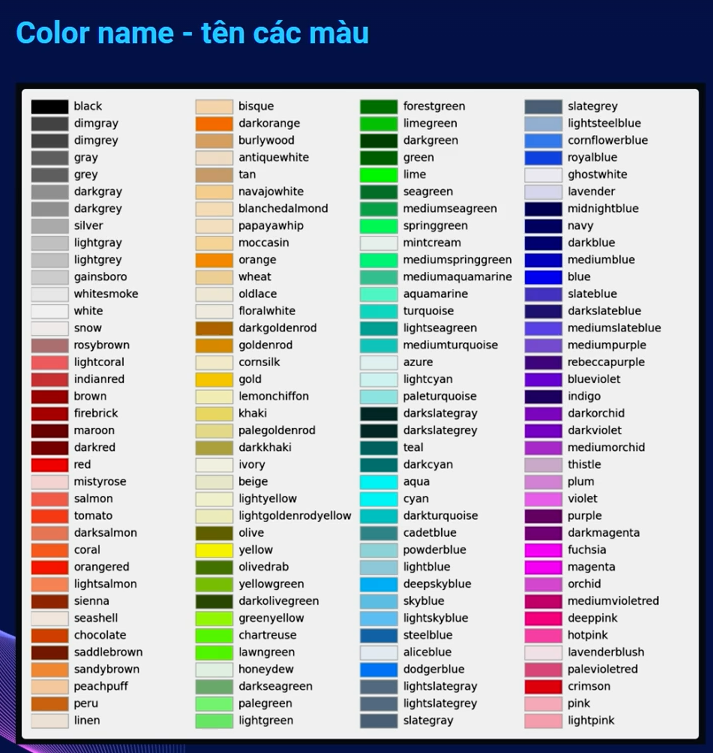 Color name - tên các màu
black
dimgray
dimgrey
gray
grey
darkgray
darkgrey
silver
lightgray
lightgrey
gainsboro
whitesmoke
white
snow
rosybrown
lightcoral
indianred
brown
firebrick
maroon
darkred
red
mistyrose
salmon
tomato
darksalmon
coral
orangered
lightsalmon
sienna
seashell
chocolate
saddlebrown
sandybrown
peachpuff
peru
linen
bisque
darkorange
burlywood
antiquewhite
tan
navajowhite
blanchedalmond
papayawhip
moccasin
orange
wheat
oldlace
floralwhite
darkgoldenrod
goldenrod
cornsilk
gold
lemonchiffon
khaki
palegoldenrod
darkkhaki
ivory
beige
lightyellow
lightgoldenrodyellow
olive
yellow
olivedrab
yellowgreen
darkolivegreen
greenyellow
chartreuse
lawngreen
honeydew
darkseagreen
palegreen
lightgreen
forestgreen
limegreen
darkgreen
green
lime
seagreen
mediumseagreen
springgreen
mintcream
mediumspringgreen
mediumaquamarine
aquamarine
turquoise
lightseagreen
mediumturquoise
azure
lightcyan
paleturquoise
darkslategray
darkslategrey
teal
darkcyan
aqua
cyan
darkturquoise
cadetblue
powderblue
lightblue
deepskyblue
skyblue
lightskyblue
steelblue
aliceblue
dodgerblue
lightslategray
lightslategrey
slategray
slategrey
lightsteelblue
cornflowerblue
royalblue
ghostwhite
lavender
midnightblue
navy
darkblue
mediumblue
blue
slateblue
darkslateblue
mediumslateblue
mediumpurple
rebeccapurple
blueviolet
indigo
darkorchid
darkviolet
mediumorchid
thistle
plum
violet
purple
darkmagenta
fuchsia
magenta
orchid
mediumvioletred
deeppink
hotpink
lavenderblush
palevioletred
crimson
pink
lightpink